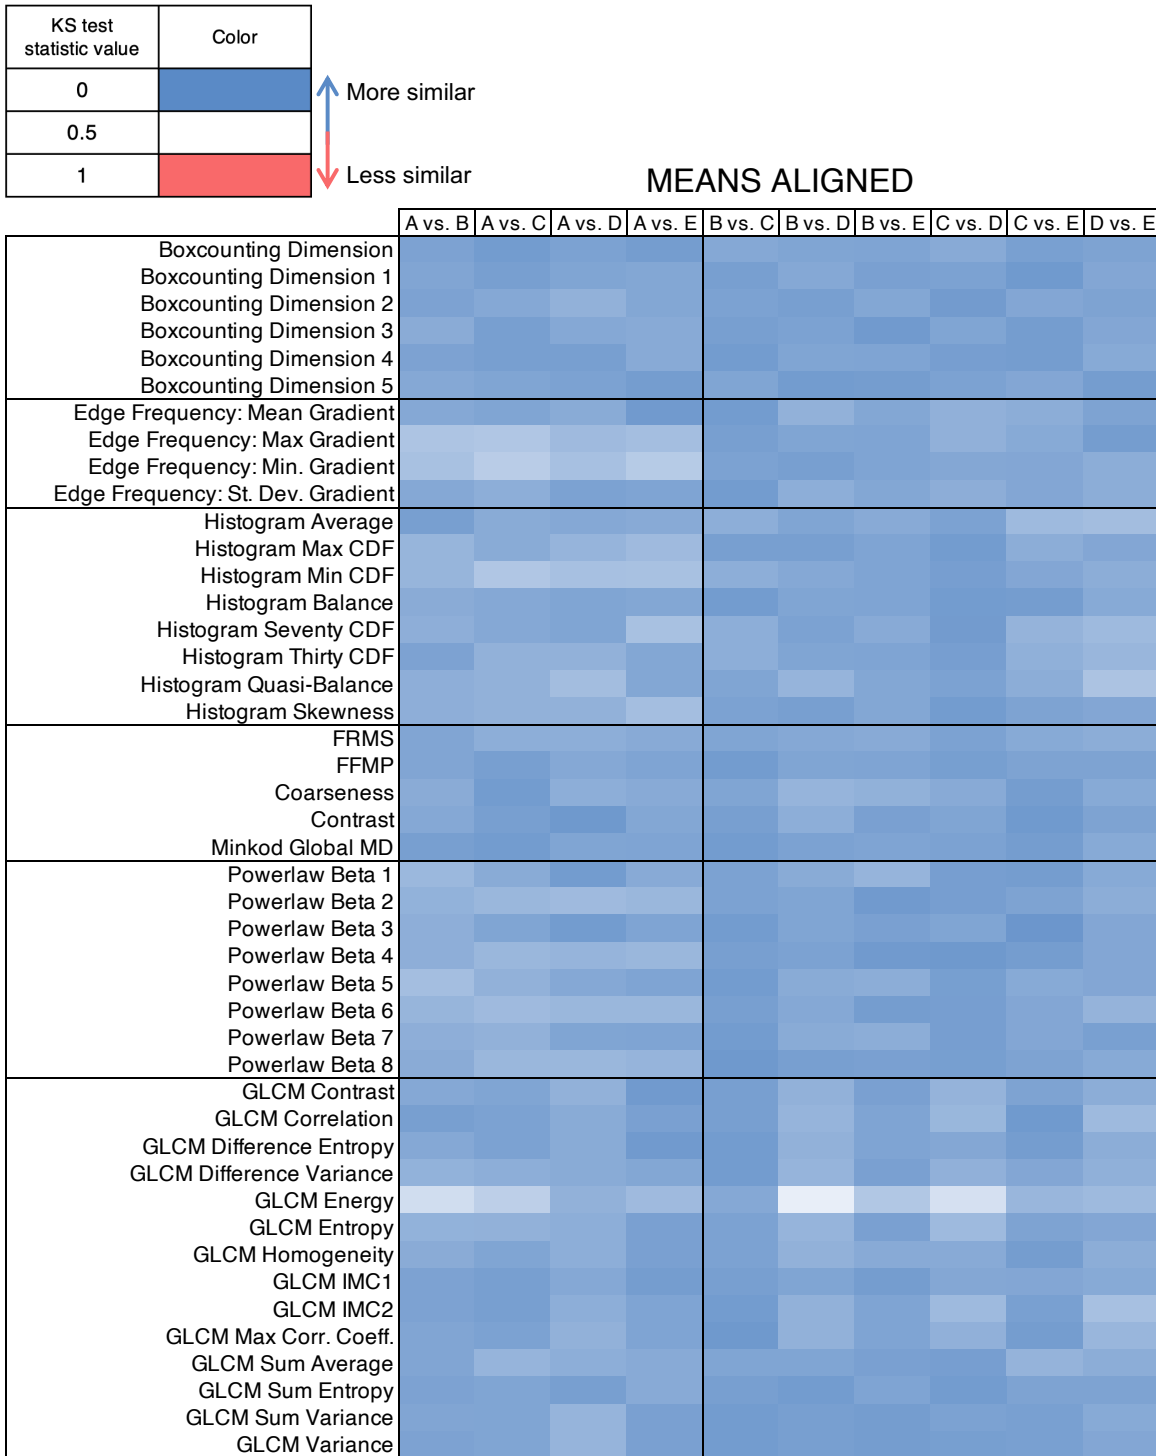 KS test
statistic value
Color
0
0.5
1
More similar
Less similar
MEANS ALIGNED
A vs. B A vs. C A vs. D A vs. E B vs. C B vs. D B vs. E C vs. D C vs. E D vs. E
Boxcounting Dimension
Boxcounting Dimension 1
Boxcounting Dimension 2
Boxcounting Dimension 3
Boxcounting Dimension 4
Boxcounting Dimension 5
Edge Frequency: Mean Gradient
Edge Frequency: Max Gradient
Edge Frequency: Min. Gradient
Edge Frequency: St. Dev. Gradient
Histogram Average
Histogram Max CDF
Histogram Min CDF
Histogram Balance
Histogram Seventy CDF
Histogram Thirty CDF
Histogram Quasi-Balance
Histogram Skewness
FRMS
FFMP
Coarseness
Contrast
Minkod Global MD
Powerlaw Beta 1
Powerlaw Beta 2
Powerlaw Beta 3
Powerlaw Beta 4
Powerlaw Beta 5
Powerlaw Beta 6
Powerlaw Beta 7
Powerlaw Beta 8
GLCM Contrast
GLCM Correlation
GLCM Difference Entropy
GLCM Difference Variance
GLCM Energy
GLCM Entropy
GLCM Homogeneity
GLCM IMC1
GLCM IMC2
GLCM Max Corr. Coeff.
GLCM Sum Average
GLCM Sum Entropy
GLCM Sum Variance
GLCM Variance